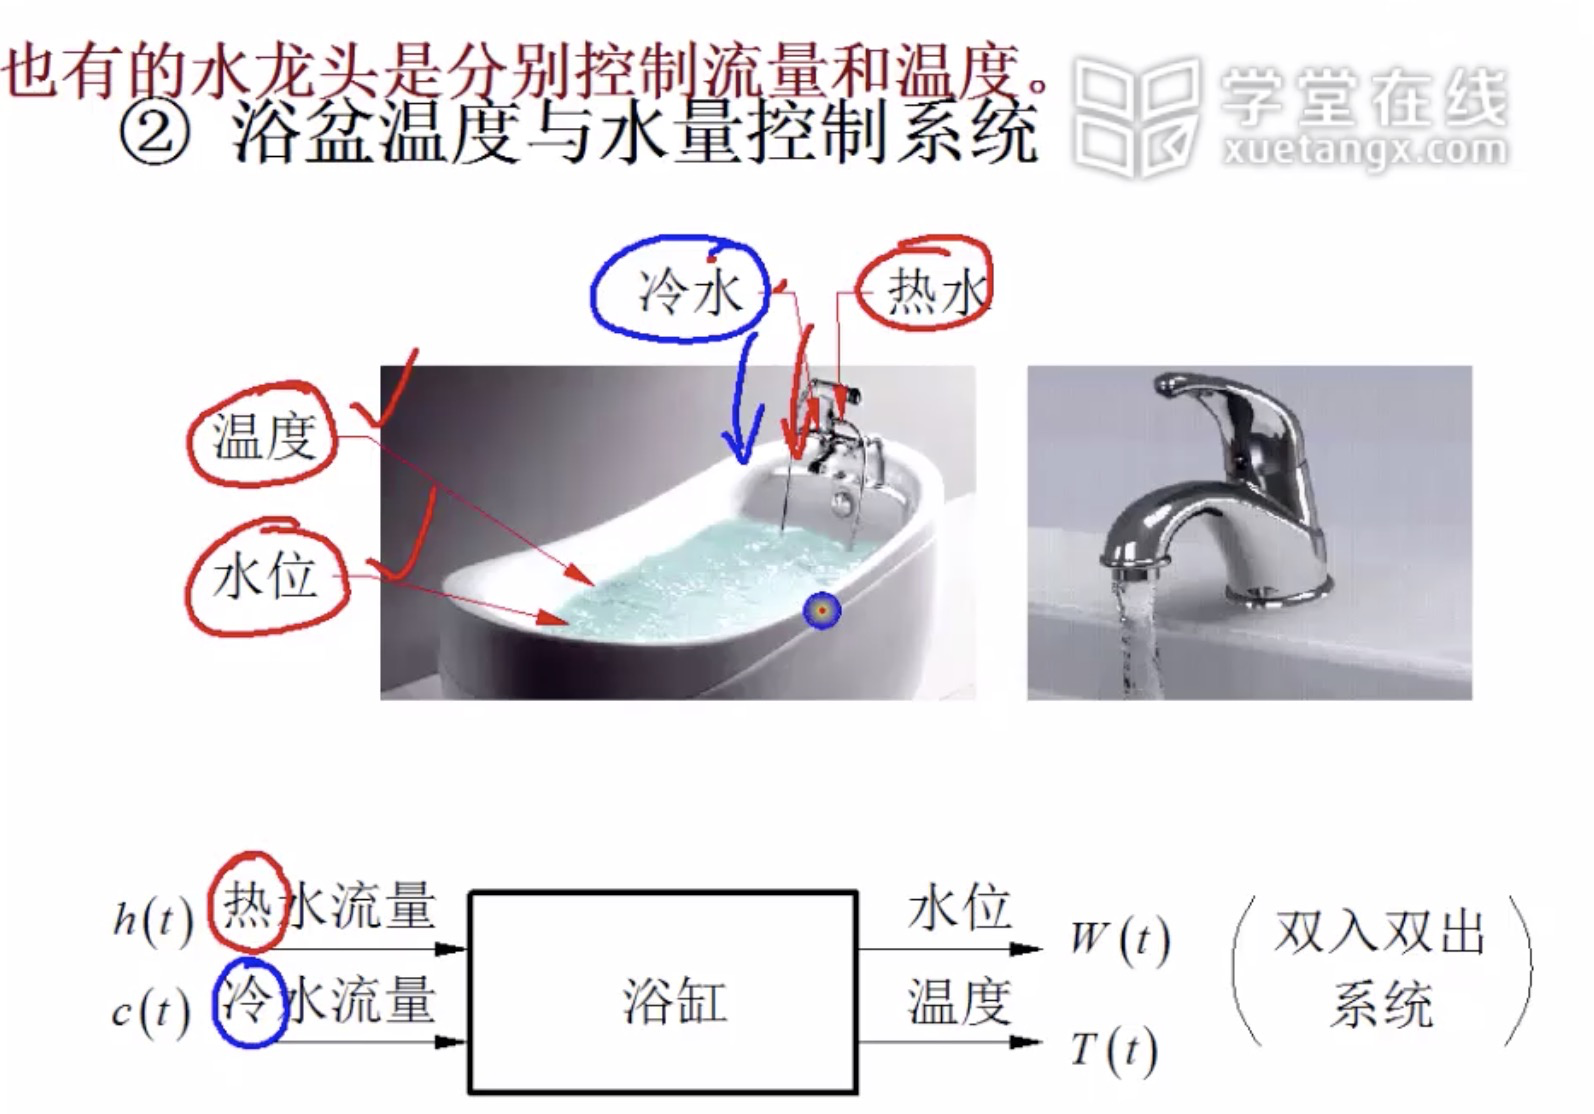 也有的水龙头是分别控制流量和温度。
② 浴盆温度与水量控制系统
学堂在线
xuetangx.com
冷水
热水
温度
水位
h(t) 热水流量
c(t) 冷水流量
浴缸
水位 W(t)
温度 T(t)
(双入双出
系统)